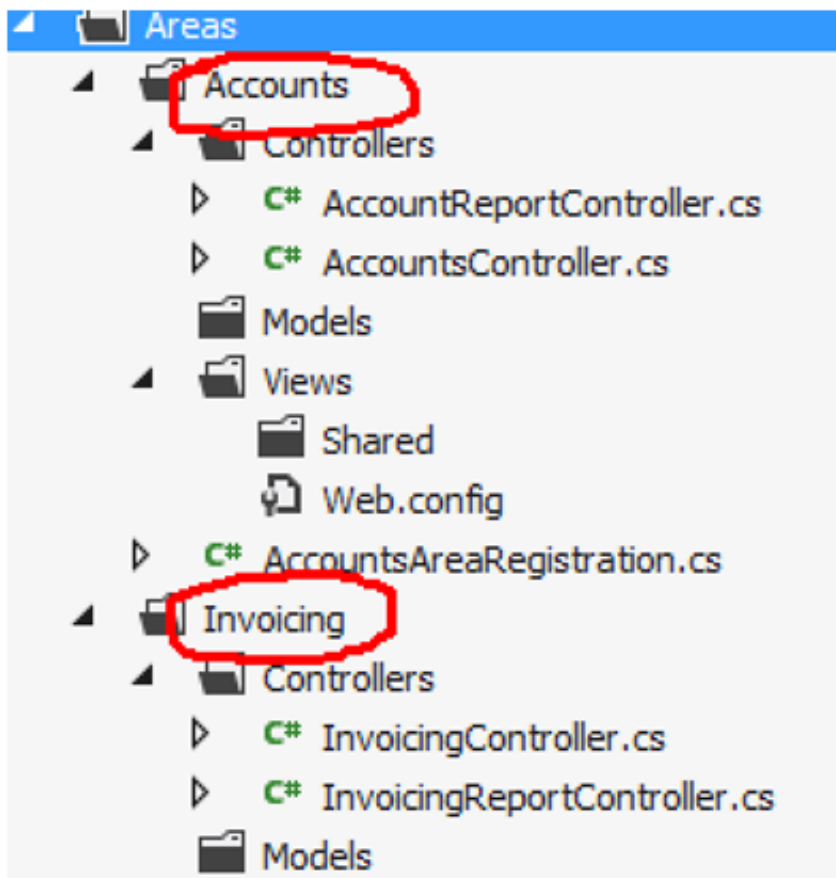 Areas
Accounts
Controllers
C# AccountReportController.cs
C# AccountsController.cs
Models
Views
Shared
Web.config
C# AccountsAreaRegistration.cs
Invoicing
Controllers
C# InvoicingController.cs
C# InvoicingReportController.cs
Models